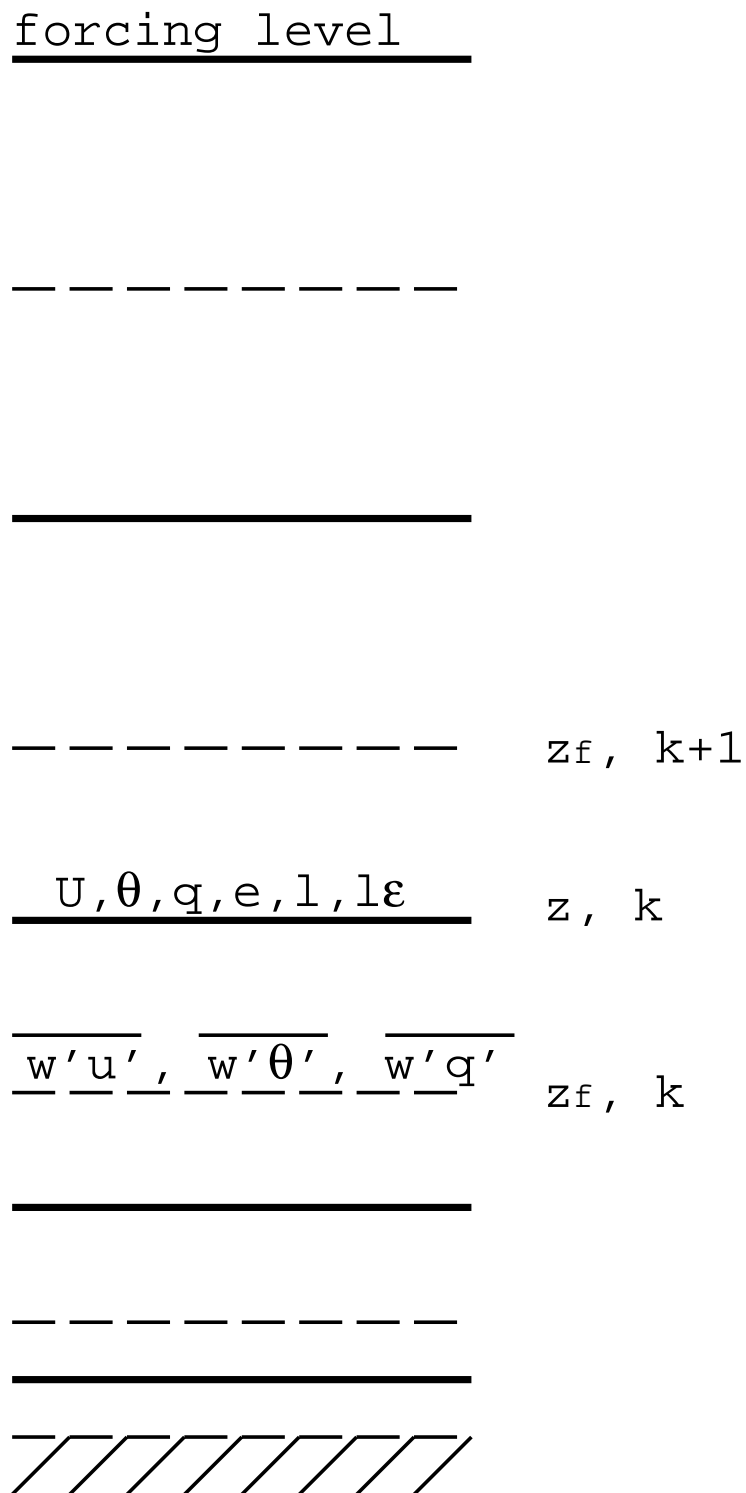 forcing level
zf, k+1
U,θ,q,e,l,lε
z, k
w'u', w'θ', w'q'
zf, k